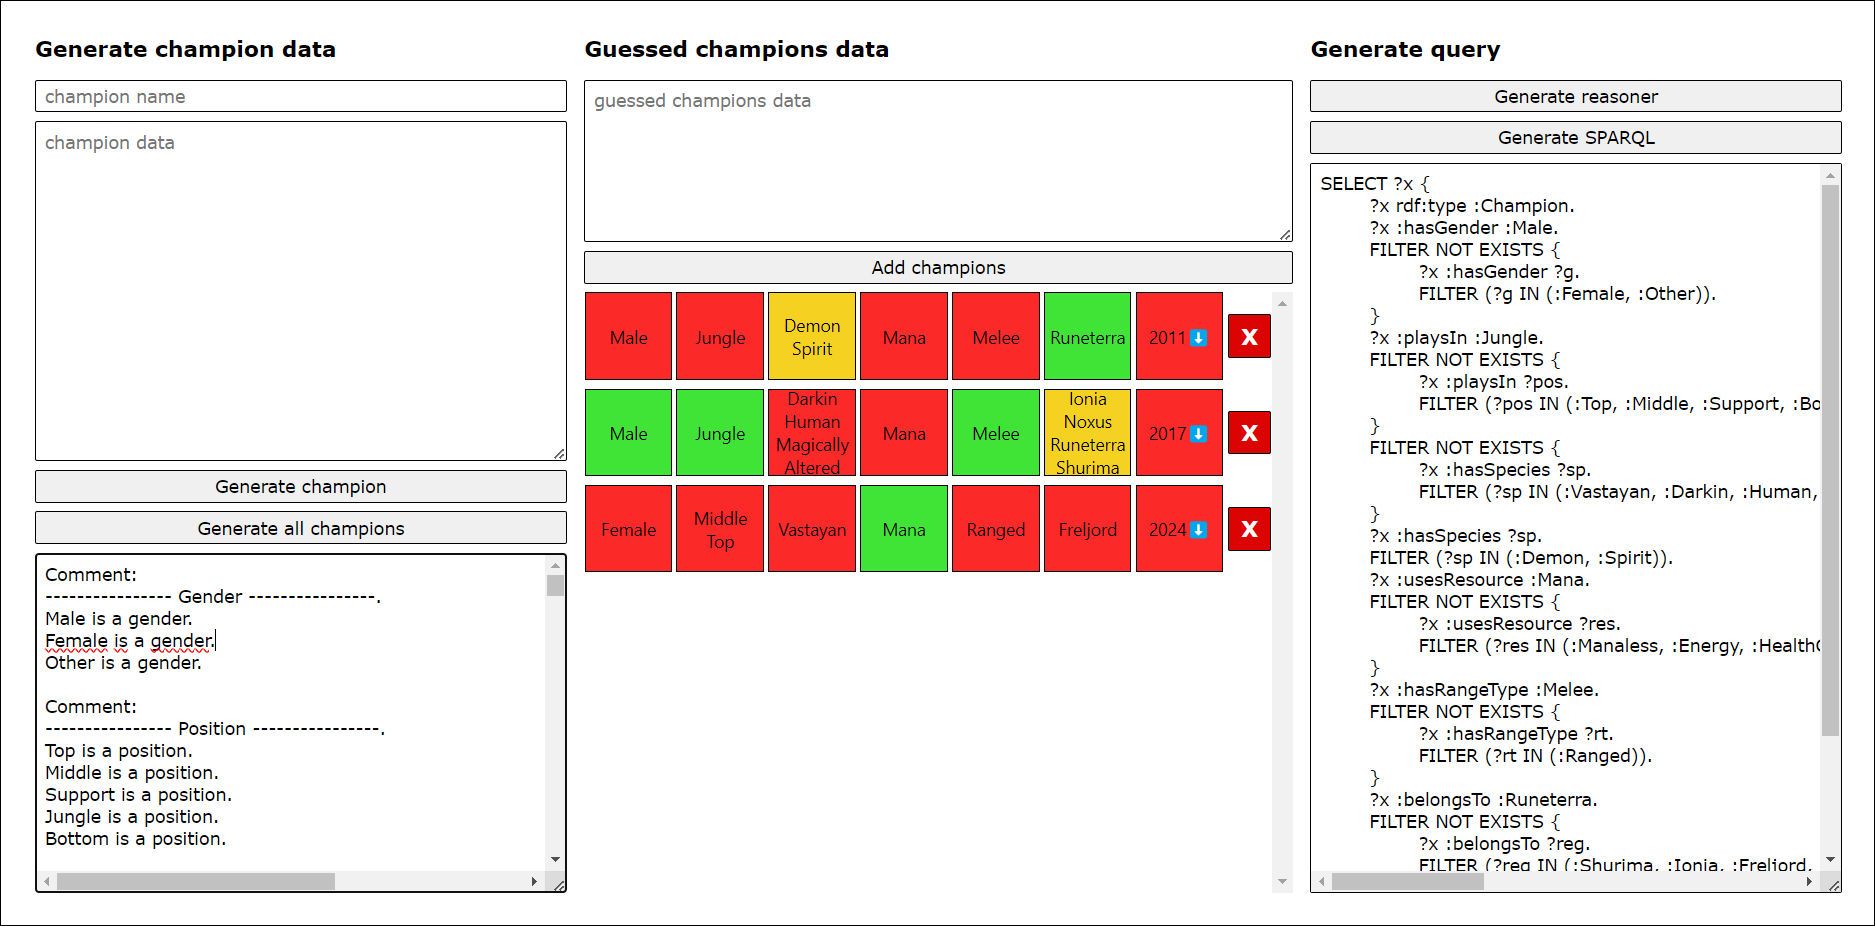 Generate champion data
champion name
champion data
Generate champion
Generate all champions
Comment:
---------------- Gender ----------------.
Male is a gender.
Female is a gender.
Other is a gender.
Comment:
---------------- Position ----------------.
Top is a position.
Middle is a position.
Support is a position.
Jungle is a position.
Bottom is a position.
Guessed champions data
guessed champions data
Add champions
Male
Jungle
Demon
Spirit
Mana
Melee
Runeterra
2011⬇️
X
Male
Jungle
Darkin
Human
Magically
Altered
Mana
Melee
Ionia
Noxus
Runeterra
Shurima
2017⬇️
X
Female
Middle
Top
Vastayan
Mana
Ranged
Freljord
2024⬇️
X
Generate query
Generate reasoner
Generate SPARQL
SELECT ?x {
?x rdf:type :Champion.
?x :hasGender :Male.
FILTER NOT EXISTS {
?x :hasGender ?g.
FILTER (?g IN (:Female, :Other)).
}
?x :playsIn :Jungle.
FILTER NOT EXISTS {
?x :playsIn ?pos.
FILTER (?pos IN (:Top, :Middle, :Support, :Bo
}
FILTER NOT EXISTS {
?x :hasSpecies ?sp.
FILTER (?sp IN (:Vastayan, :Darkin, :Human,
}
?x :hasSpecies ?sp.
FILTER (?sp IN (:Demon, :Spirit)).
?x :usesResource :Mana.
FILTER NOT EXISTS {
?x :usesResource ?res.
FILTER (?res IN (:Manaless, :Energy, :Health
}
?x :hasRangeType :Melee.
FILTER NOT EXISTS {
?x :hasRangeType ?rt.
FILTER (?rt IN (:Ranged)).
}
?x :belongsTo :Runeterra.
FILTER NOT EXISTS {
?x :belongsTo ?reg.
FILTER (?reg IN (:Shurima, :Ionia, :Freljord,